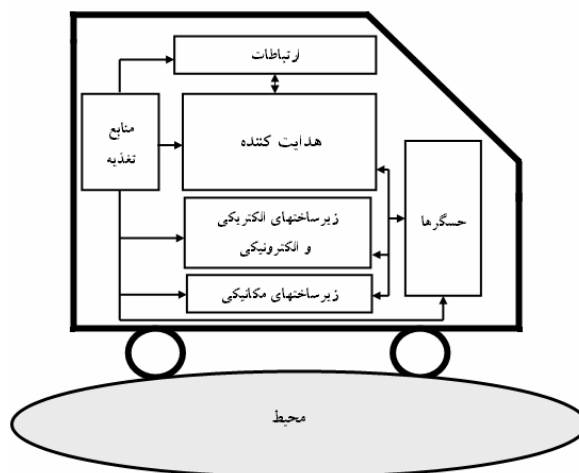 ارتباطات
منابع
تغذیه
هدایت کننده
حسگرها
زیرساختهای الکتریکی
و الکترونیکی
زیرساختهای مکانیکی
محیط